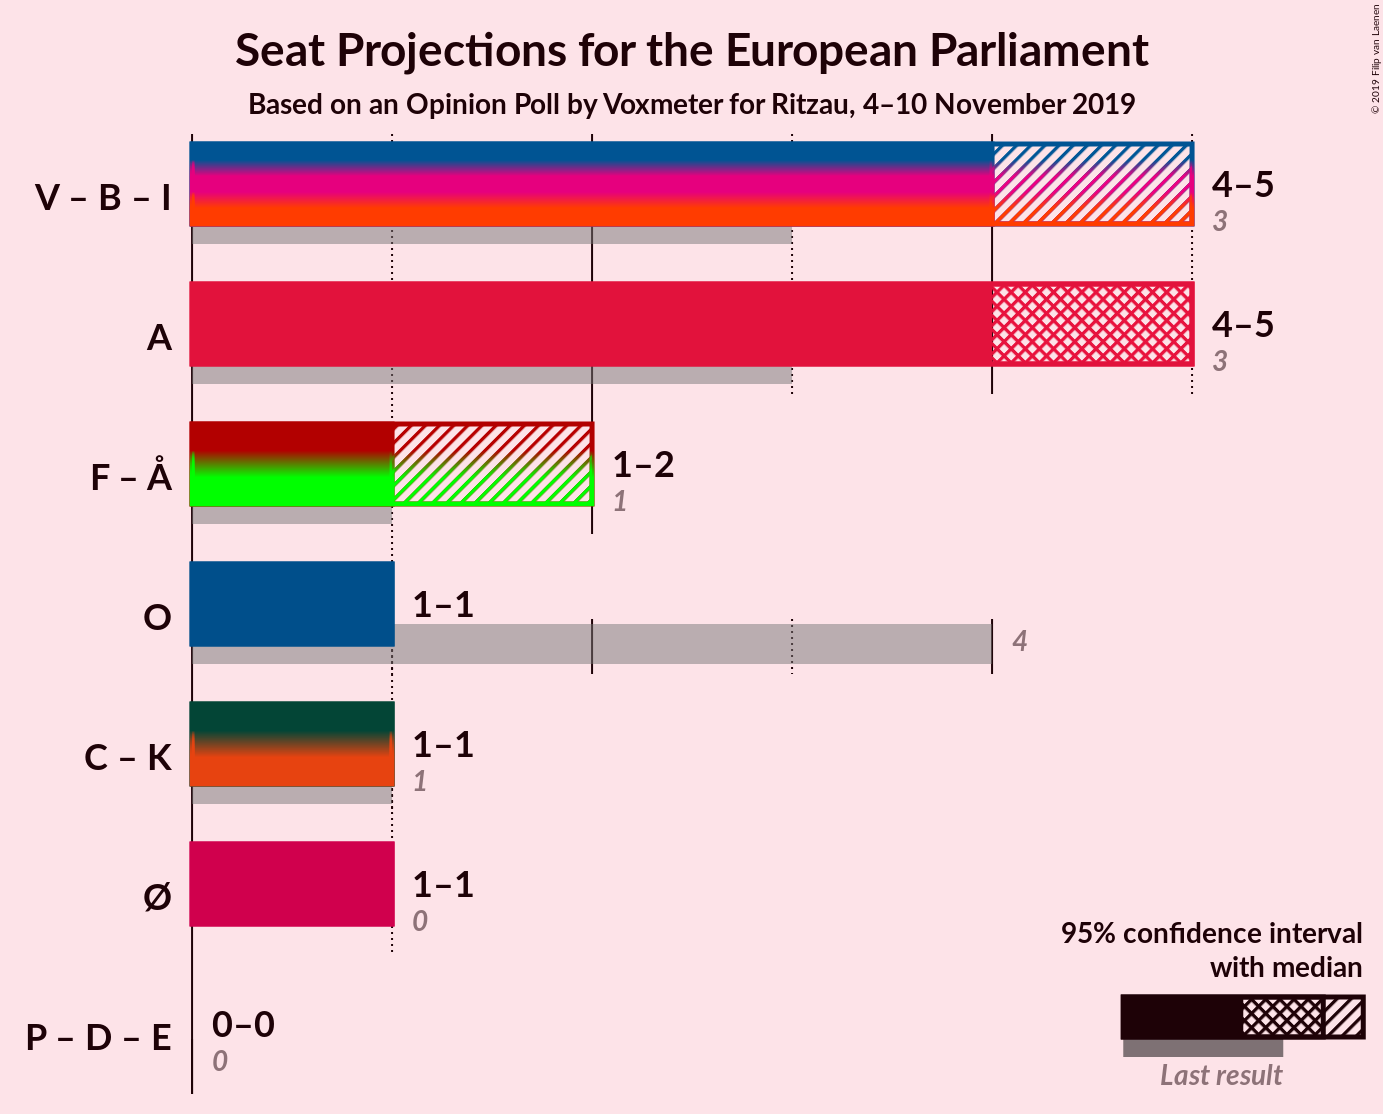 Seat Projections for the European Parliament
Based on an Opinion Poll by Voxmeter for Ritzau, 4–10 November 2019
© 2019 Filip van Laenen
V – B – I
4–5
3
A
4–5
3
F – Å
1–2
1
O
1–1
4
C – K
1–1
1
Ø
1–1
0
P – D – E
0–0
0
95% confidence interval
with median
Last result